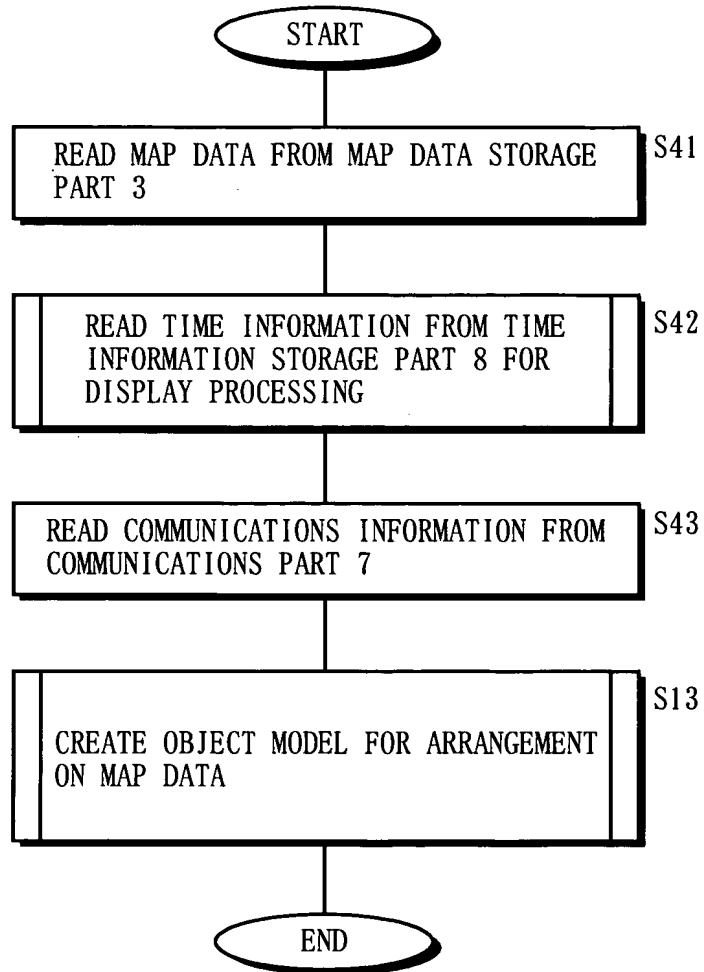 START
READ MAP DATA FROM MAP DATA STORAGE
PART 3
S41
READ TIME INFORMATION FROM TIME
INFORMATION STORAGE PART 8 FOR
DISPLAY PROCESSING
S42
READ COMMUNICATIONS INFORMATION FROM
COMMUNICATIONS PART 7
S43
CREATE OBJECT MODEL FOR ARRANGEMENT
ON MAP DATA
S13
END